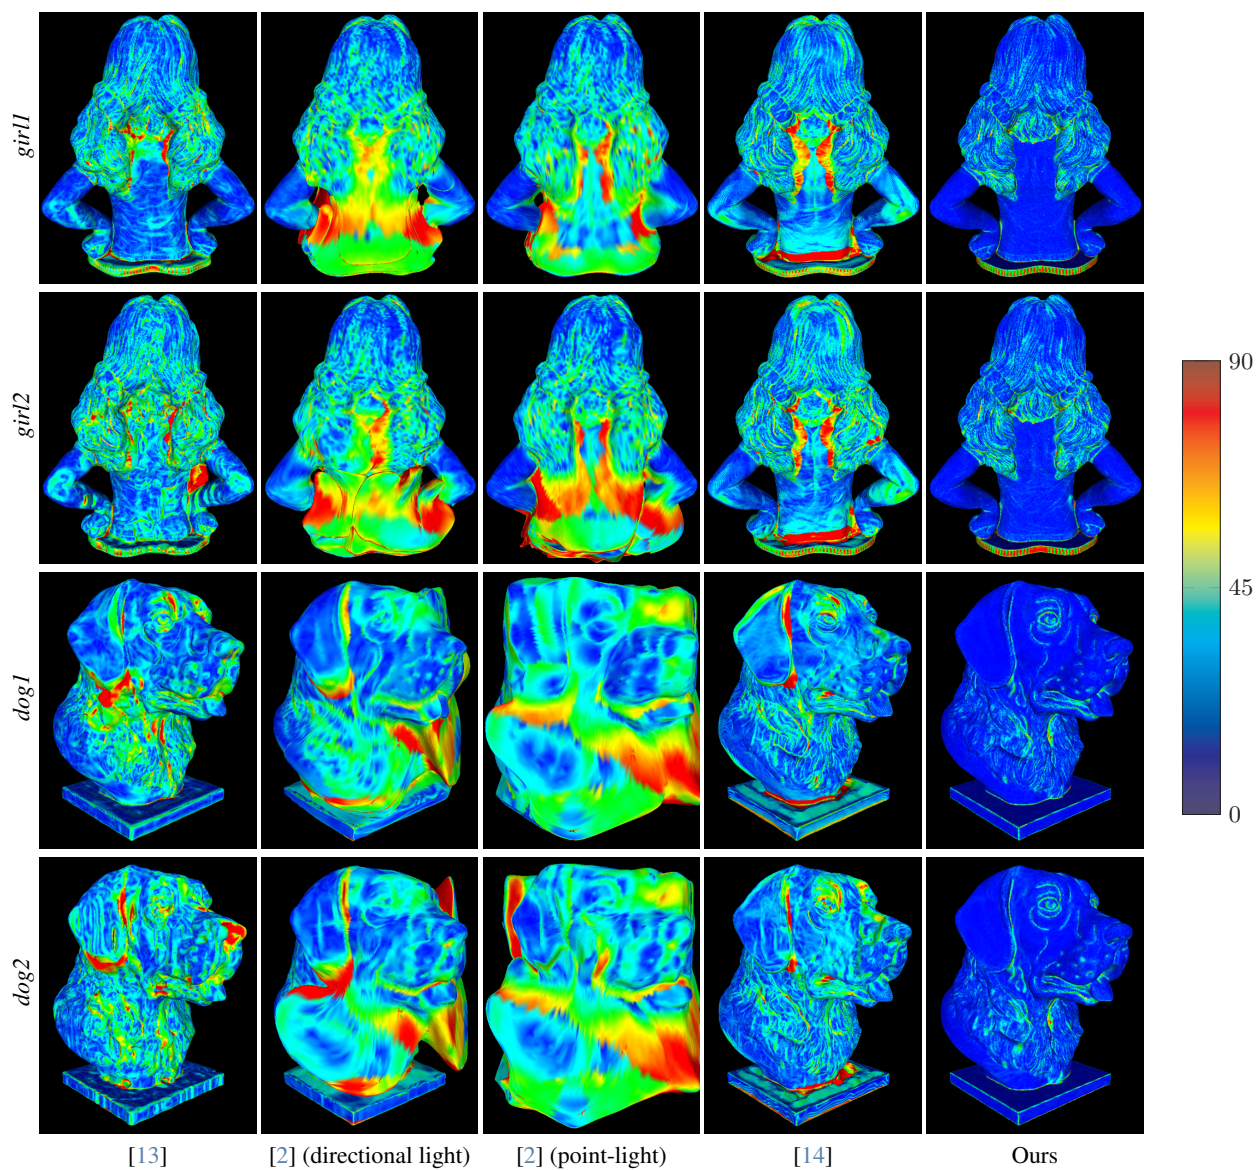 girl1
girl2
dog1
dog2
90
45
0
[13]
[2] (directional light)
[2] (point-light)
[14]
Ours